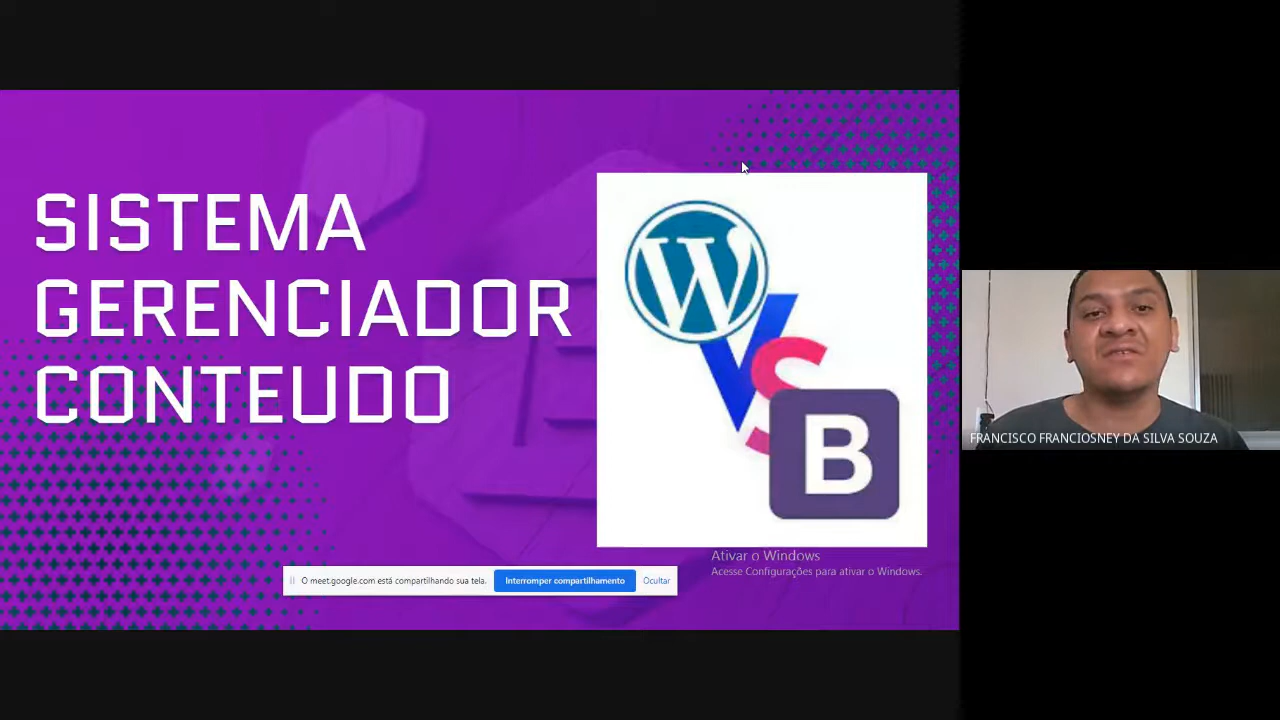 SISTEMA
GERENCIADOR
CONTEUDO
W
VS
B
Ativar o Windows
Acesse Configurações para ativar o Windows.
O meet.google.com está compartilhando sua tela.
Interromper compartilhamento
Ocultar
FRANCISCO FRANCIOSNEY DA SILVA SOUZA